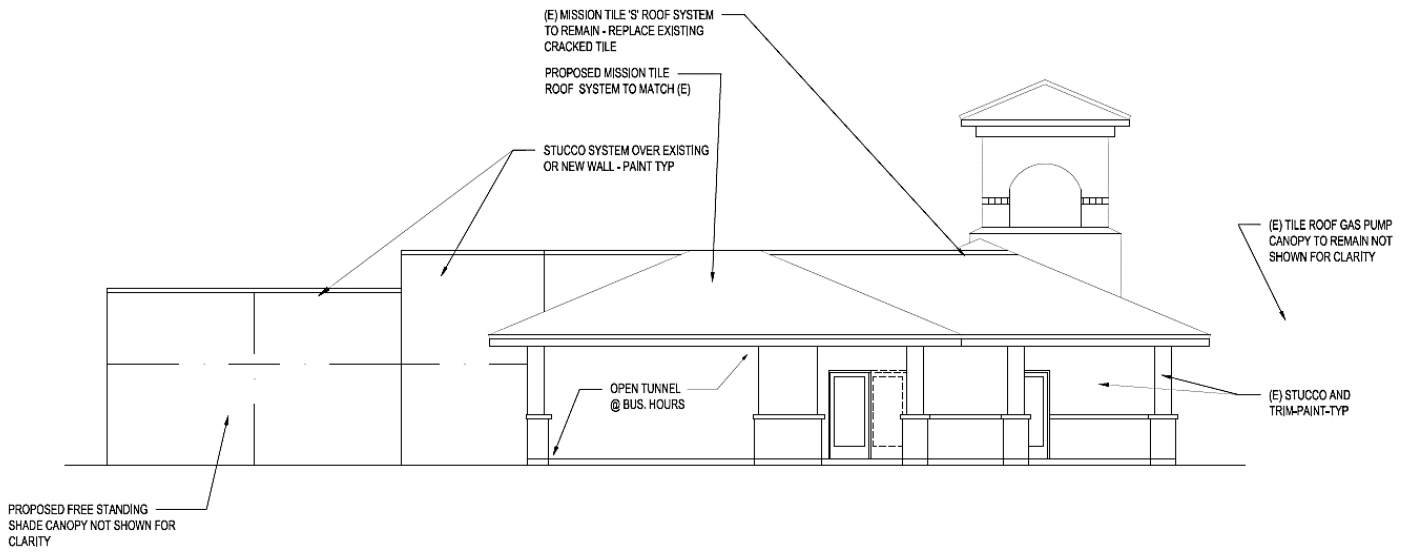 (E) MISSION TILE 'S' ROOF SYSTEM
TO REMAIN - REPLACE EXISTING
CRACKED TILE
PROPOSED MISSION TILE
ROOF SYSTEM TO MATCH (E)
STUCCO SYSTEM OVER EXISTING
OR NEW WALL - PAINT TYP
(E) TILE ROOF GAS PUMP
CANOPY TO REMAIN NOT
SHOWN FOR CLARITY
OPEN TUNNEL
@ BUS. HOURS
(E) STUCCO AND
TRIM-PAINT-TYP
PROPOSED FREE STANDING
SHADE CANOPY NOT SHOWN FOR
CLARITY